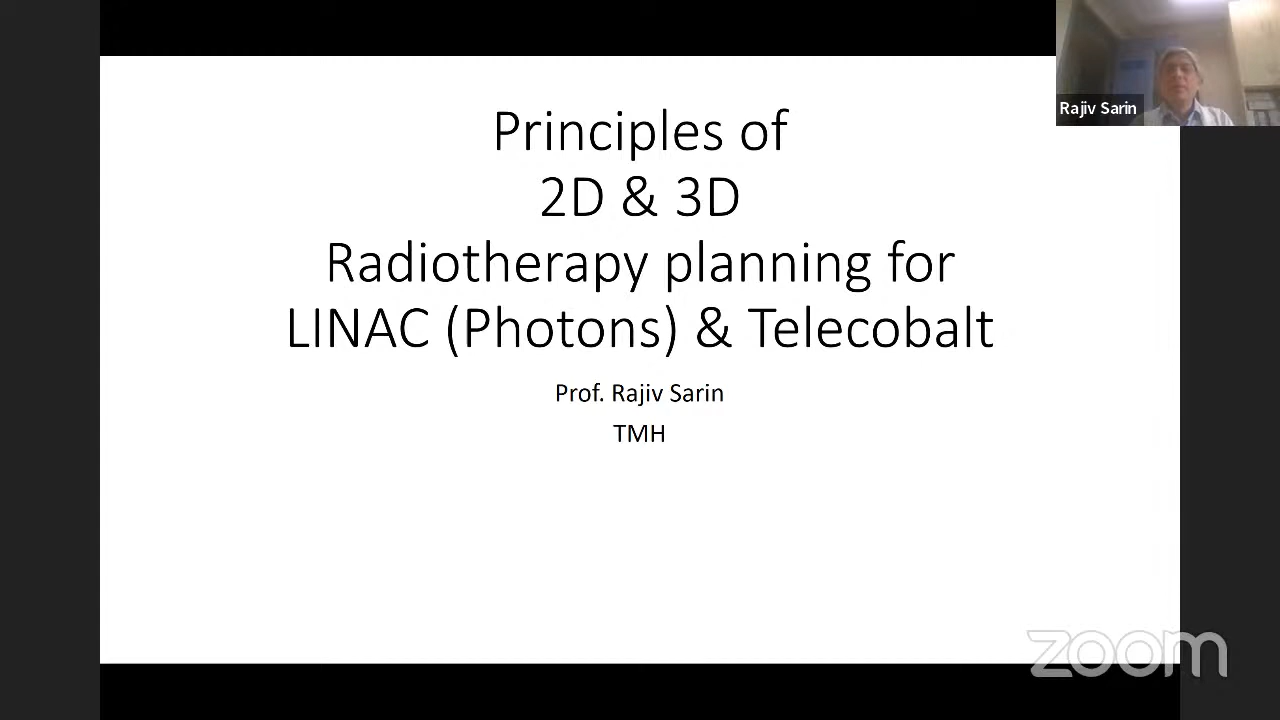 Principles of
2D & 3D
Radiotherapy planning for
LINAC (Photons) & Telecobalt
Prof. Rajiv Sarin
TMH
Rajiv Sarin
zoom